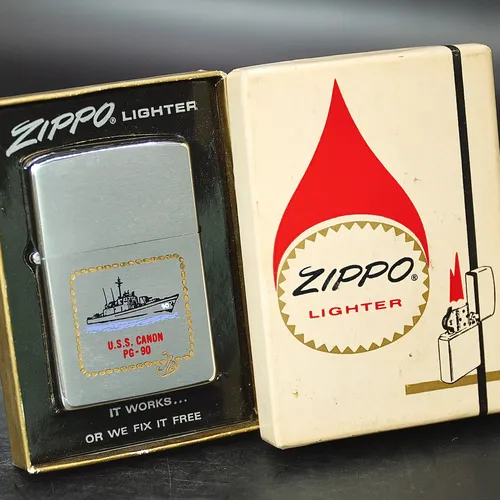 ZIPPO® LIGHTER
U.S.S. CANON
PG-90
IT WORKS...
OR WE FIX IT FREE
ZIPPO®
LIGHTER